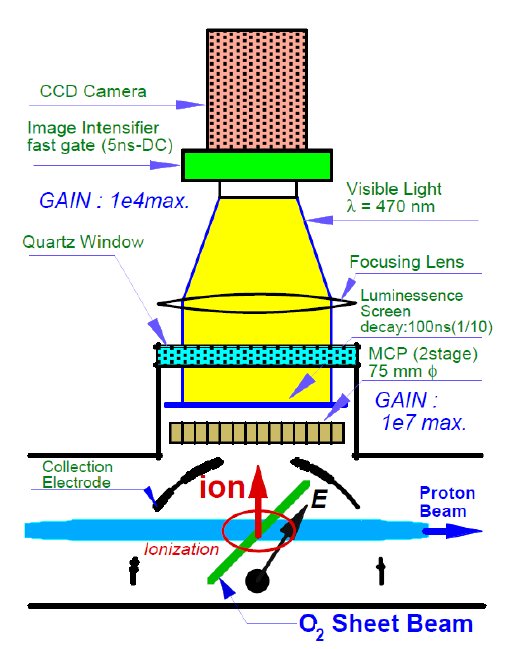 CCD Camera
Image Intensifier
fast gate (5ns-DC)
GAIN : 1e4max.
Visible Light
λ = 470 nm
Quartz Window
Focusing Lens
Luminessence
Screen
decay:100ns(1/10)
MCP (2stage)
75 mm ϕ
GAIN :
1e7 max.
Collection
Electrode
ion
E
Proton
Beam
Ionization
O₂ Sheet Beam